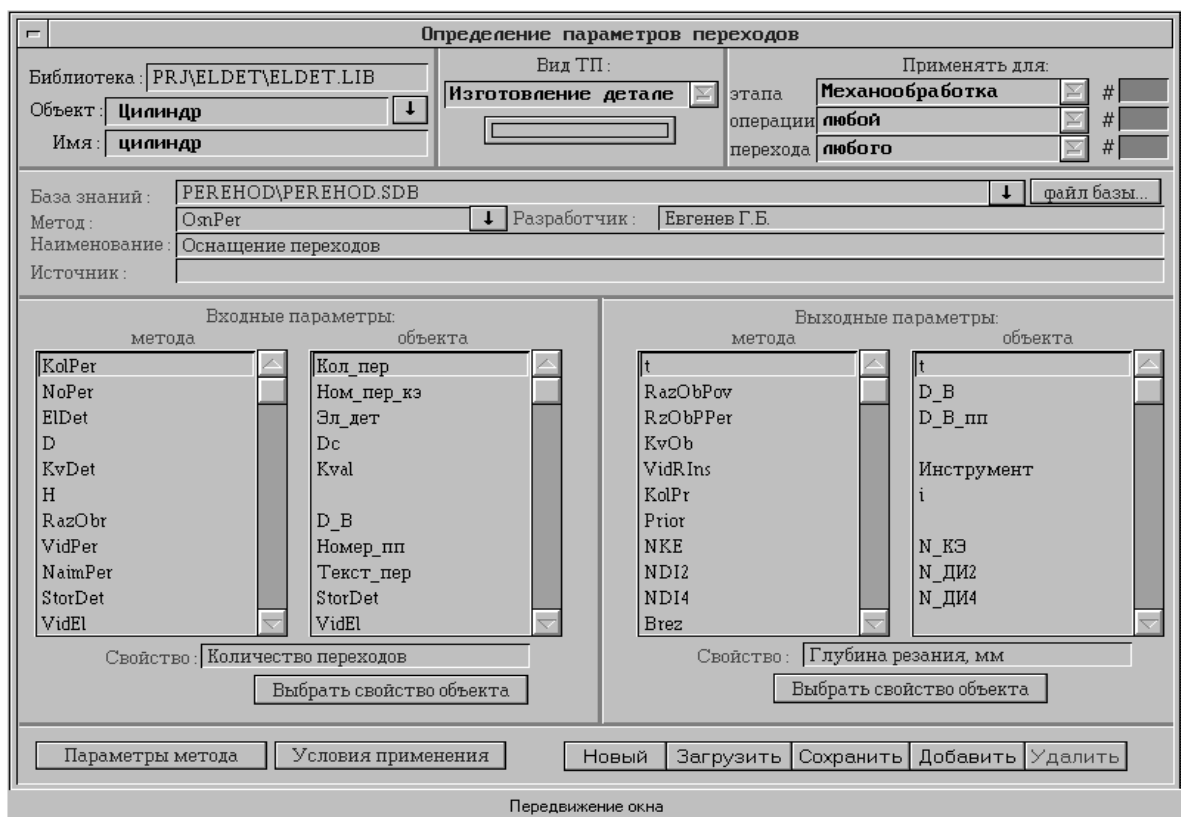 Определение параметров переходов
Библиотека: PRJ\ELDET\ELDET.LIB
Объект: Цилиндр
Имя: цилиндр
Вид ТП:
Изготовление детале
Применять для:
этапа Механообработка #
операции любой #
перехода любого #
База знаний: PEREHOD\PEREHOD.SDB файл базы...
Метод: OsnPer Разработчик: Евгенев Г.Б.
Наименование: Оснащение переходов
Источник:
Входные параметры:
метода объекта
KolPer Кол_пер
NoPer Ном_пер_кэ
ElDet Эл_дет
D Dc
KvDet Kval
H
RazObr D_B
VidPer Номер_пп
NaimPer Текст_пер
StorDet StorDet
VidEl VidEl
Свойство: Количество переходов
Выбрать свойство объекта
Выходные параметры:
метода объекта
t t
RazObPov D_B
RzObPPer D_B_пп
KvOb
VidRIns Инструмент
KolPr i
Prior
NKE N_КЭ
NDI2 N_ДИ2
NDI4 N_ДИ4
Brez
Свойство: Глубина резания, мм
Выбрать свойство объекта
Параметры метода Условия применения Новый Загрузить Сохранить Добавить Удалить
Передвижение окна